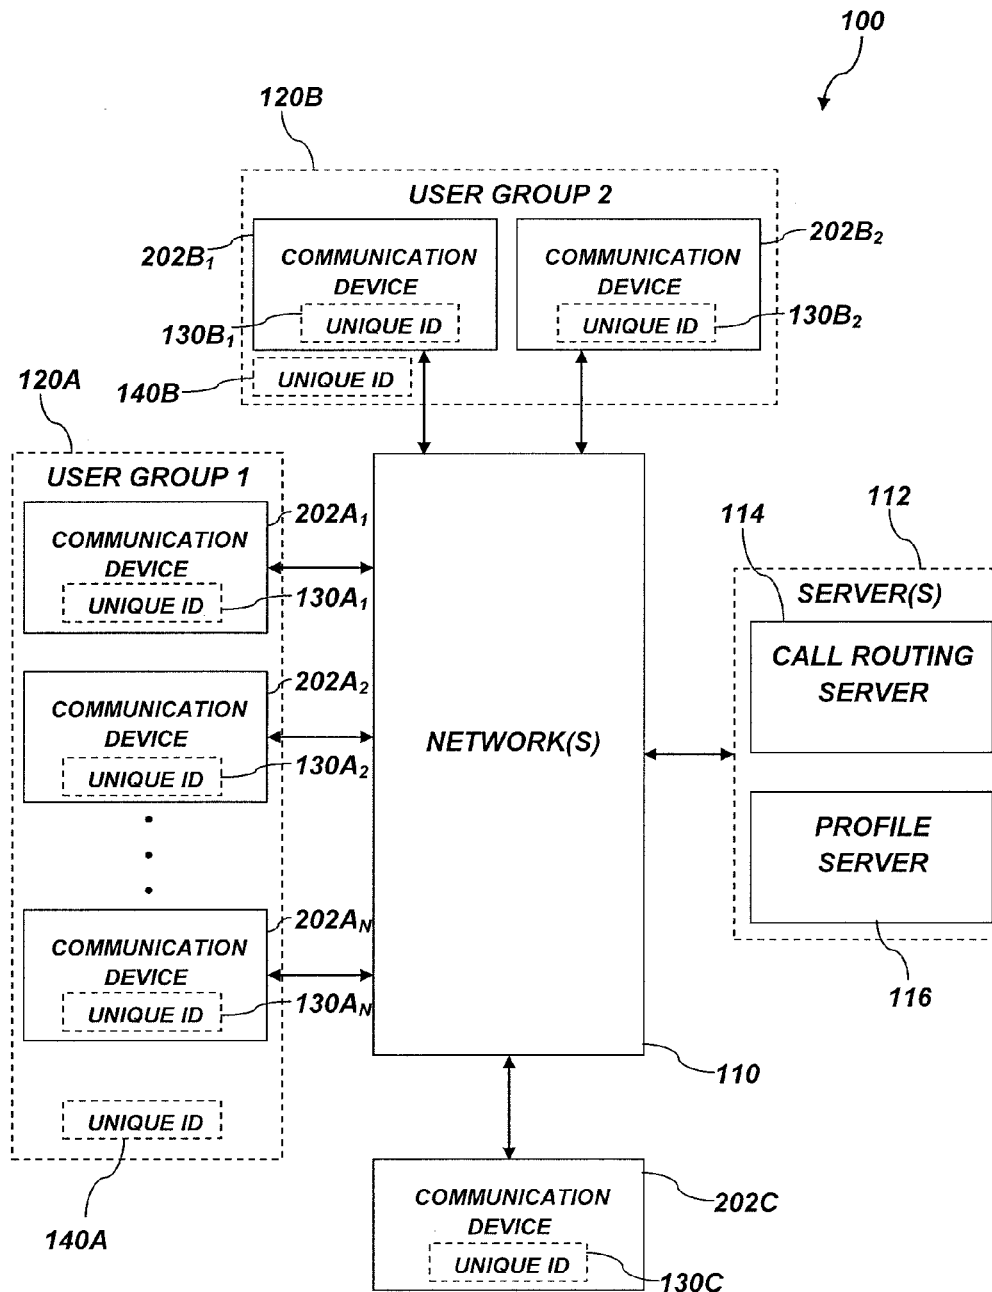 100
120B
USER GROUP 2
202B1
COMMUNICATION
DEVICE
UNIQUE ID
130B1
COMMUNICATION
DEVICE
UNIQUE ID
202B2
130B2
UNIQUE ID
140B
120A
USER GROUP 1
COMMUNICATION
DEVICE
UNIQUE ID
202A1
130A1
COMMUNICATION
DEVICE
UNIQUE ID
202A2
130A2
COMMUNICATION
DEVICE
UNIQUE ID
202AN
130AN
UNIQUE ID
140A
NETWORK(S)
110
114
112
SERVER(S)
CALL ROUTING
SERVER
PROFILE
SERVER
116
COMMUNICATION
DEVICE
UNIQUE ID
202C
130C